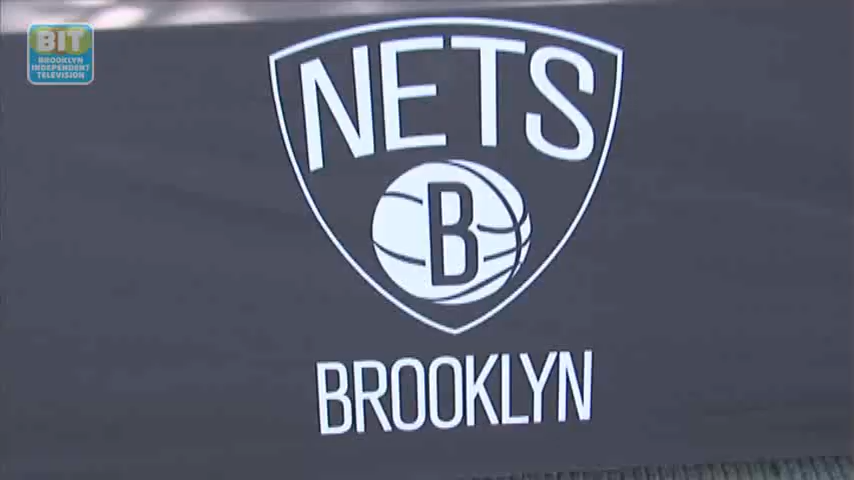 BIT
BROOKLYN
INDEPENDENT
TELEVISION
NETS
B
BROOKLYN